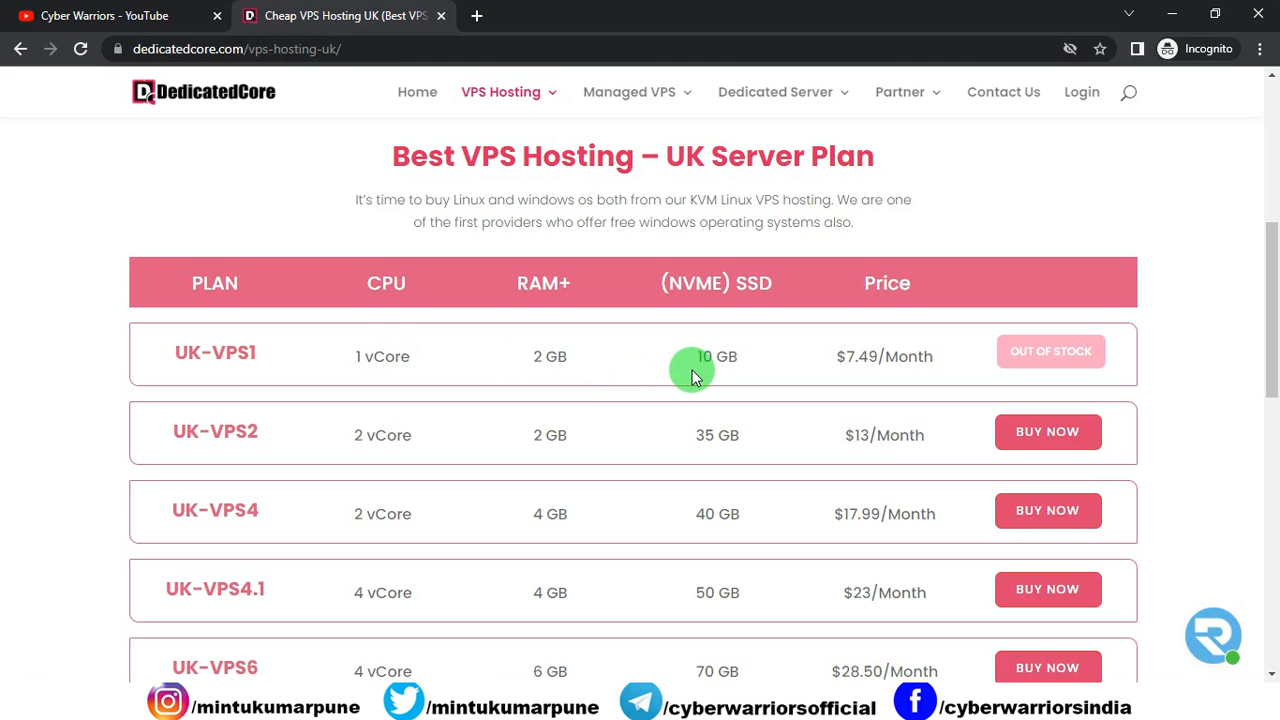 Cyber Warriors - YouTube
Cheap VPS Hosting UK (Best VPS
dedicatedcore.com/vps-hosting-uk/
Incognito
DedicatedCore
Home
VPS Hosting
Managed VPS
Dedicated Server
Partner
Contact Us
Login
Best VPS Hosting – UK Server Plan
It's time to buy Linux and windows os both from our KVM Linux VPS hosting. We are one
of the first providers who offer free windows operating systems also.
PLAN CPU RAM+ (NVME) SSD Price
UK-VPS1 1 vCore 2 GB 10 GB $7.49/Month OUT OF STOCK
UK-VPS2 2 vCore 2 GB 35 GB $13/Month BUY NOW
UK-VPS4 2 vCore 4 GB 40 GB $17.99/Month BUY NOW
UK-VPS4.1 4 vCore 4 GB 50 GB $23/Month BUY NOW
UK-VPS6 4 vCore 6 GB 70 GB $28.50/Month BUY NOW
/mintukumarpune
/mintukumarpune
/cyberwarriorsofficial
/cyberwarriorsindia